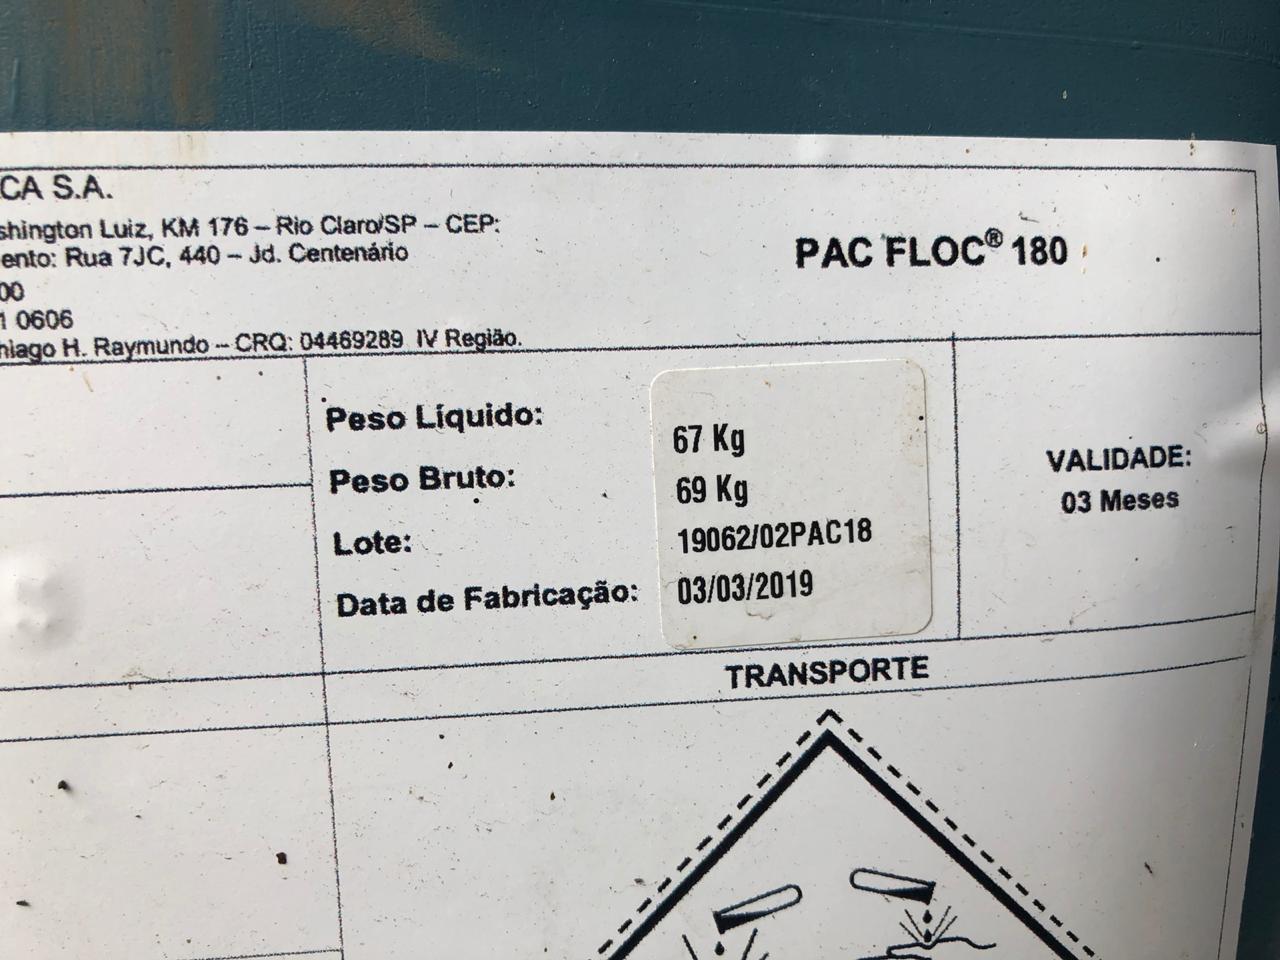 CA S.A.
shington Luiz, KM 176 – Rio Claro/SP – CEP:
ento: Rua 7JC, 440 – Jd. Centenário
00
1 0606
hiago H. Raymundo – CRQ: 04469289 IV Região.
PAC FLOC® 180
Peso Líquido: 67 Kg
Peso Bruto: 69 Kg
Lote: 19062/02PAC18
Data de Fabricação: 03/03/2019
VALIDADE:
03 Meses
TRANSPORTE